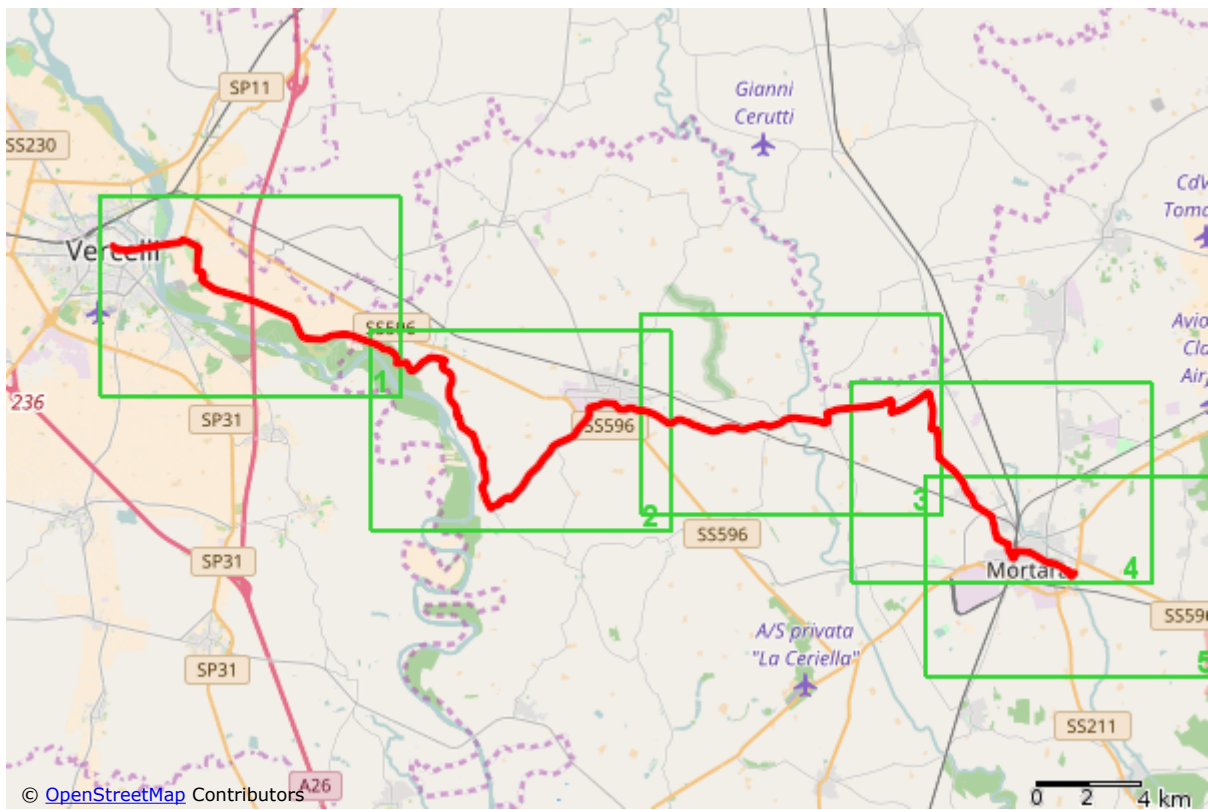 SP11
Gianni
Cerutti
SS230
CdV
Toma
Vercelli
SS596
Avio
Cla
Airp
1
236
SP31
SS596
2
3
SS596
SP31
Mortara
4
SS596
A/S privata
"La Ceriella"
SP31
5
SS211
A26
© OpenStreetMap Contributors
0 2 4 km